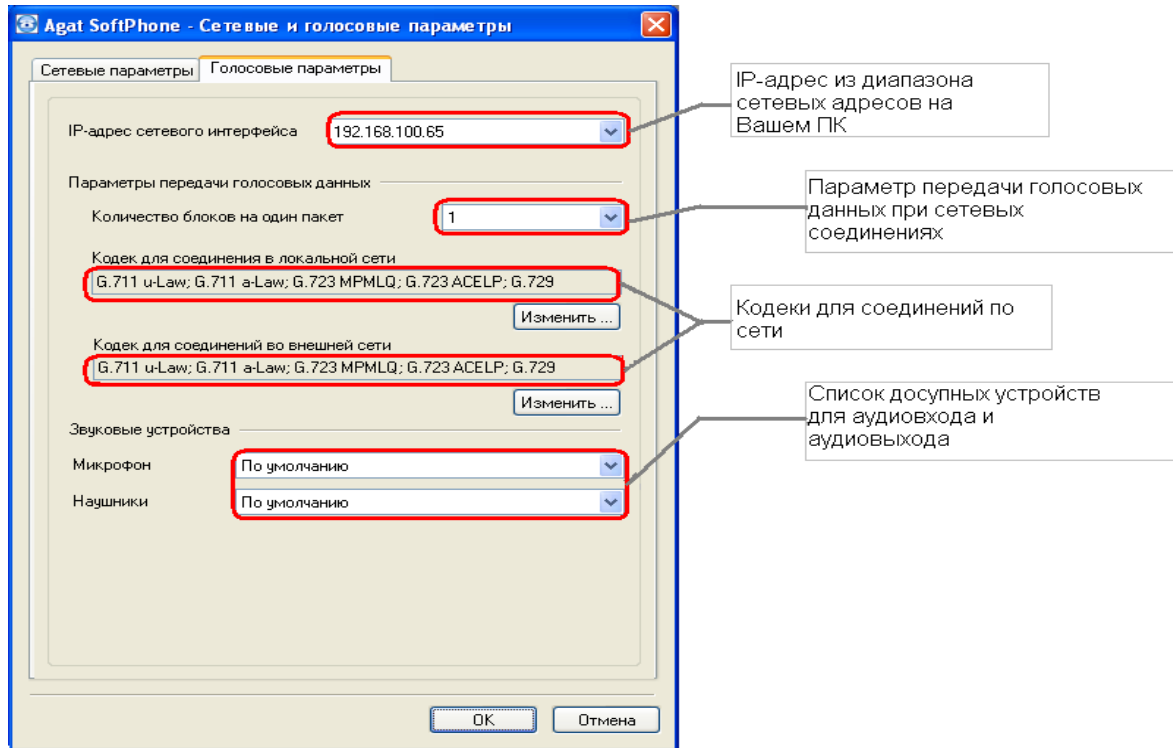 Agat SoftPhone - Сетевые и голосовые параметры
Сетевые параметры
Голосовые параметры
IP-адрес сетевого интерфейса
192.168.100.65
Параметры передачи голосовых данных
Количество блоков на один пакет
1
Кодек для соединения в локальной сети
G.711 u-Law; G.711 a-Law; G.723 MPMLQ; G.723 ACELP; G.729
Изменить ...
Кодек для соединений во внешней сети
G.711 u-Law; G.711 a-Law; G.723 MPMLQ; G.723 ACELP; G.729
Изменить ...
Звуковые устройства
Микрофон
По умолчанию
Наушники
По умолчанию
OK
Отмена
IP-адрес из диапазона
сетевых адресов на
Вашем ПК
Параметр передачи голосовых
данных при сетевых
соединениях
Кодеки для соединений по
сети
Список досупных устройств
для аудиовхода и
аудиовыхода